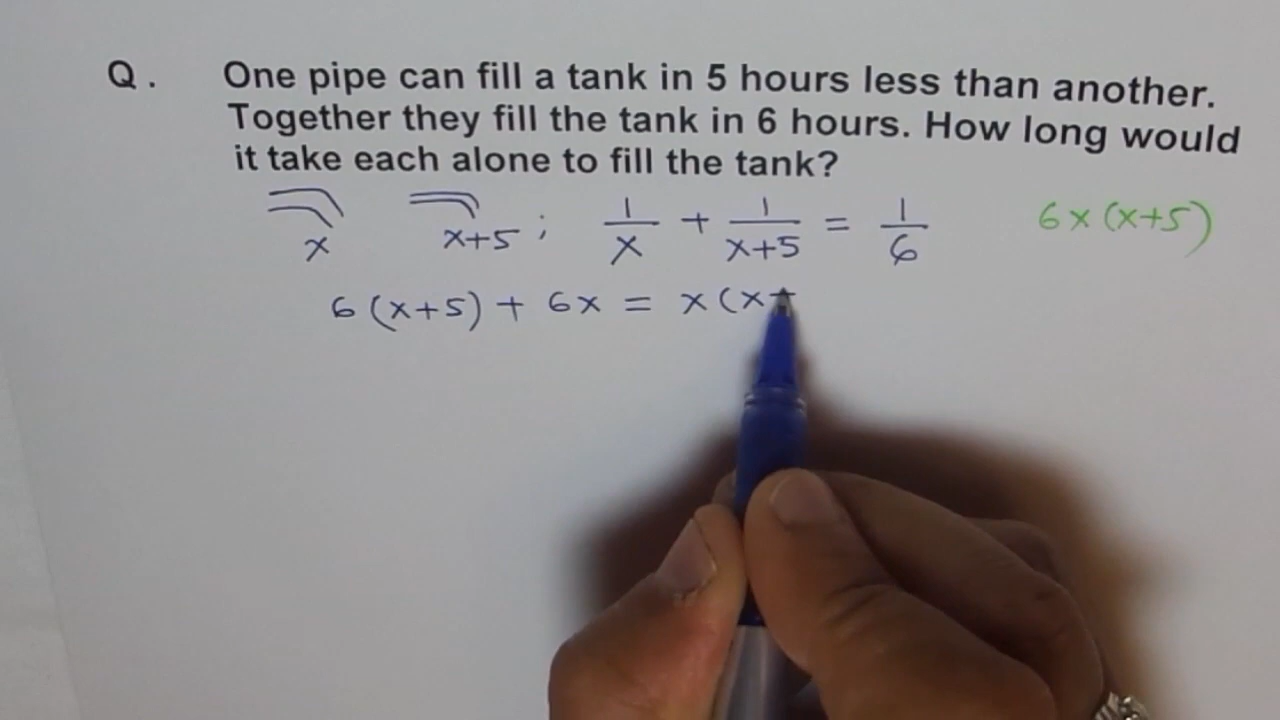 Q. One pipe can fill a tank in 5 hours less than another.
Together they fill the tank in 6 hours. How long would
it take each alone to fill the tank?
x x+5 ; 1/x + 1/(x+5) = 1/6 6x(x+5)
6(x+5) + 6x = x(x+